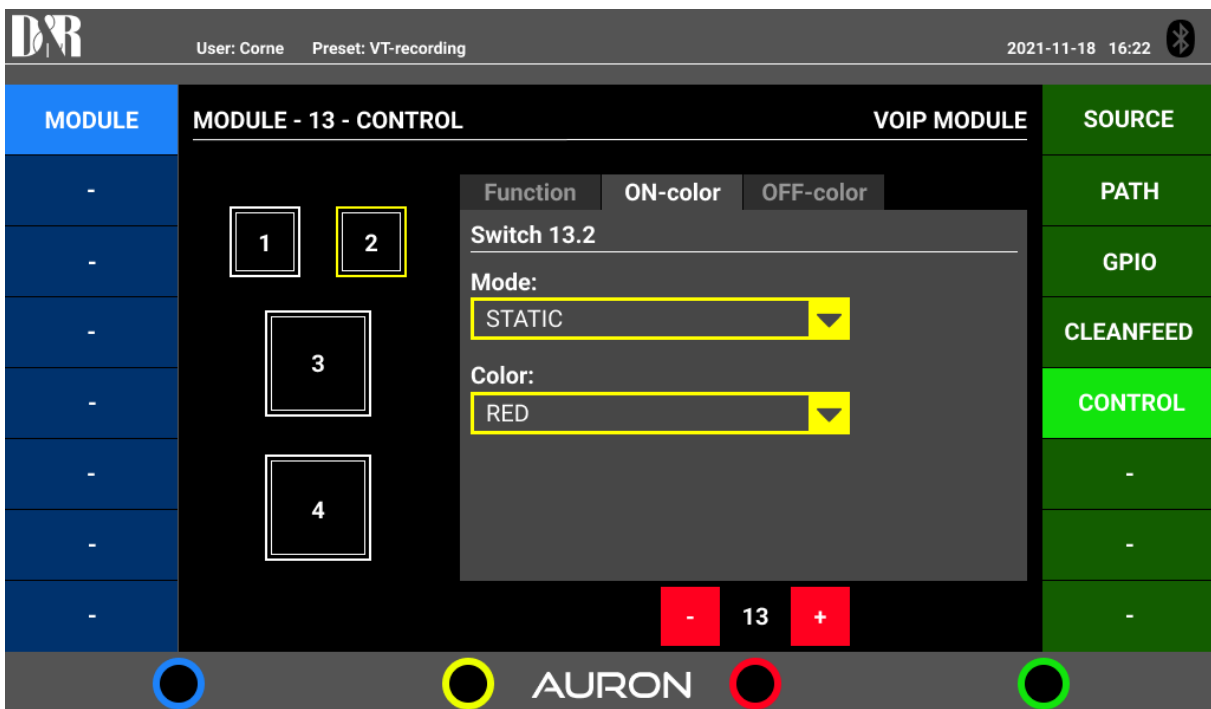 D&R
User: Corne Preset: VT-recording 2021-11-18 16:22
MODULE
-
-
-
-
-
-
-
MODULE - 13 - CONTROL VOIP MODULE
1 2
3
4
Function ON-color OFF-color
Switch 13.2
Mode:
STATIC
Color:
RED
- 13 +
SOURCE
PATH
GPIO
CLEANFEED
CONTROL
-
-
-
AURON